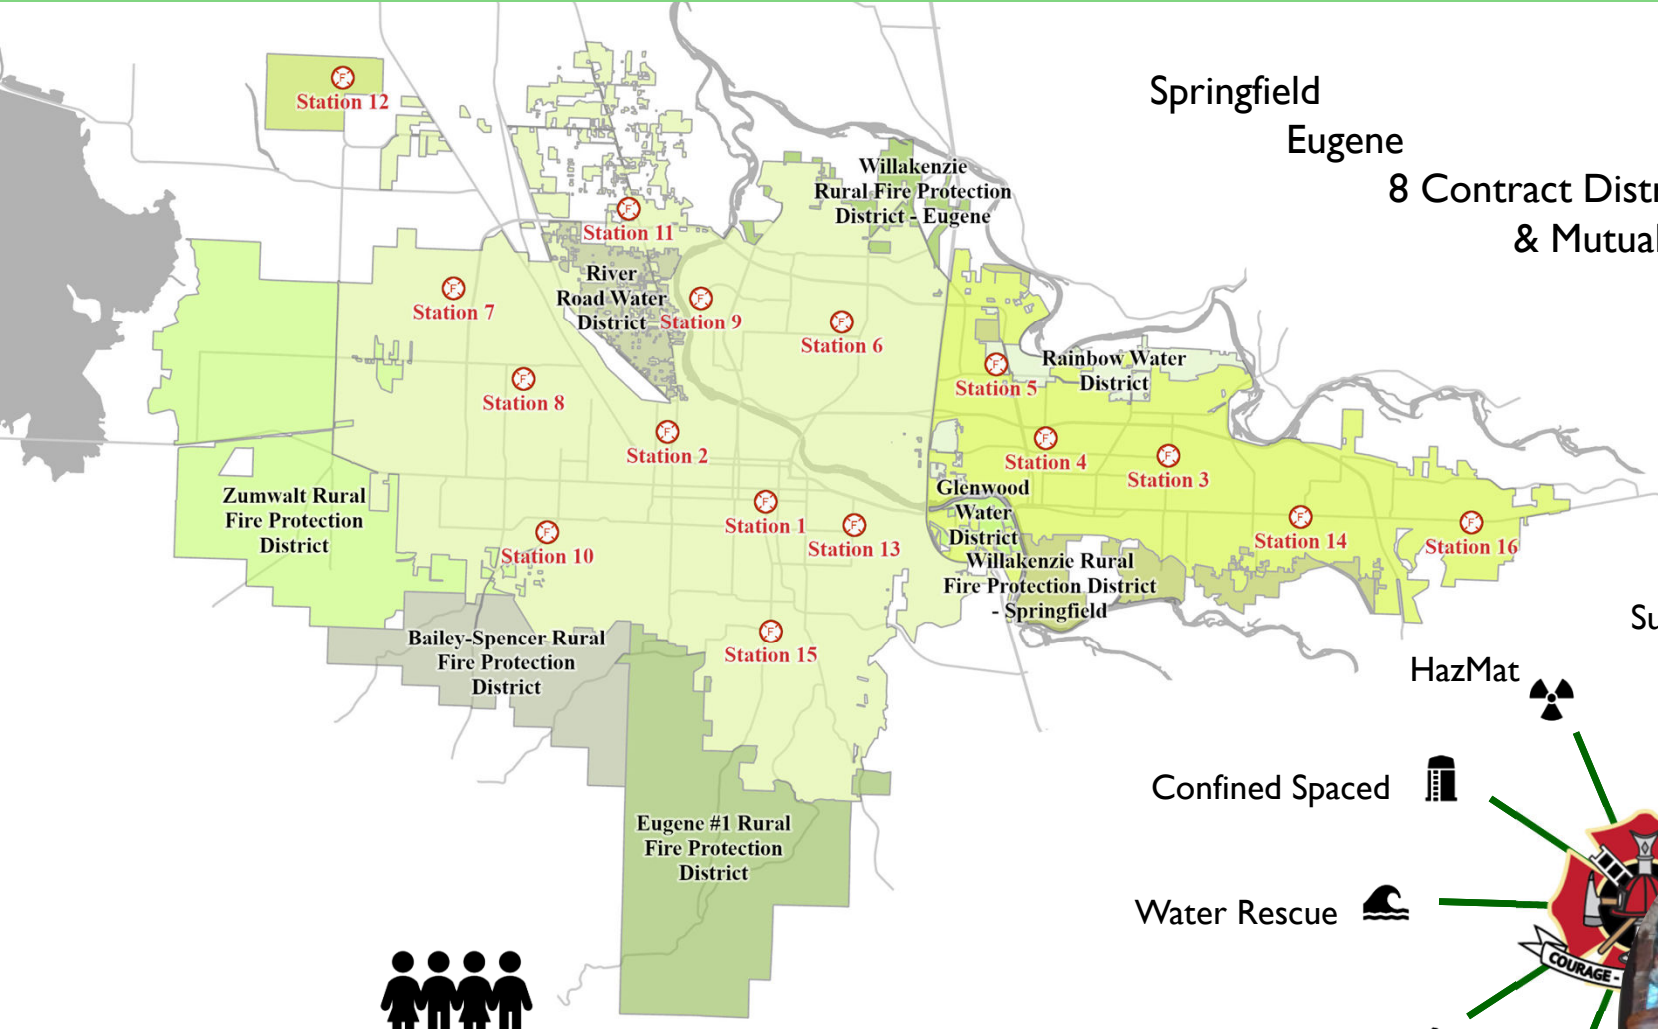 Springfield
Eugene
8 Contract Distr
& Mutual
Station 12
Willakenzie
Rural Fire Protection
District - Eugene
Station 11
River
Road Water
District
Station 7
Station 9
Station 6
Rainbow Water
District
Station 5
Station 8
Station 2
Station 4
Station 3
Zumwalt Rural
Fire Protection
District
Glenwood
Water
District
Station 1
Station 13
Station 10
Station 14
Station 16
Willakenzie Rural
Fire Protection District
- Springfield
Bailey-Spencer Rural
Fire Protection
District
Station 15
Su
HazMat
Confined Spaced
Eugene #1 Rural
Fire Protection
District
Water Rescue
COURAGE -